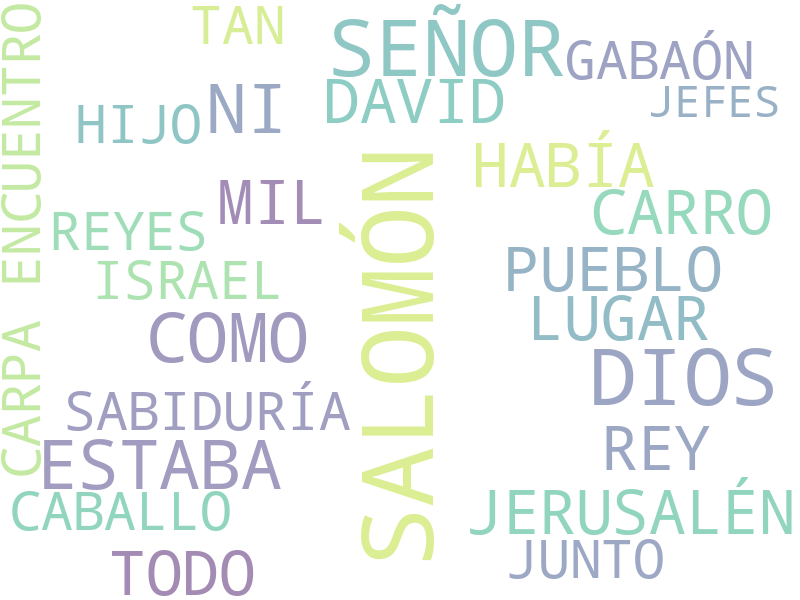 TAN
SEÑOR
GABAÓN
DAVID
JEFES
HIJO
NI
HABÍA
MIL
CARRO
REYES
PUEBLO
ISRAEL
LUGAR
COMO
DIOS
SABIDURÍA
REY
ESTABA
CABALLO
JERUSALÉN
JUNTO
TODO
SALOMÓN
CARPA ENCUENTRO